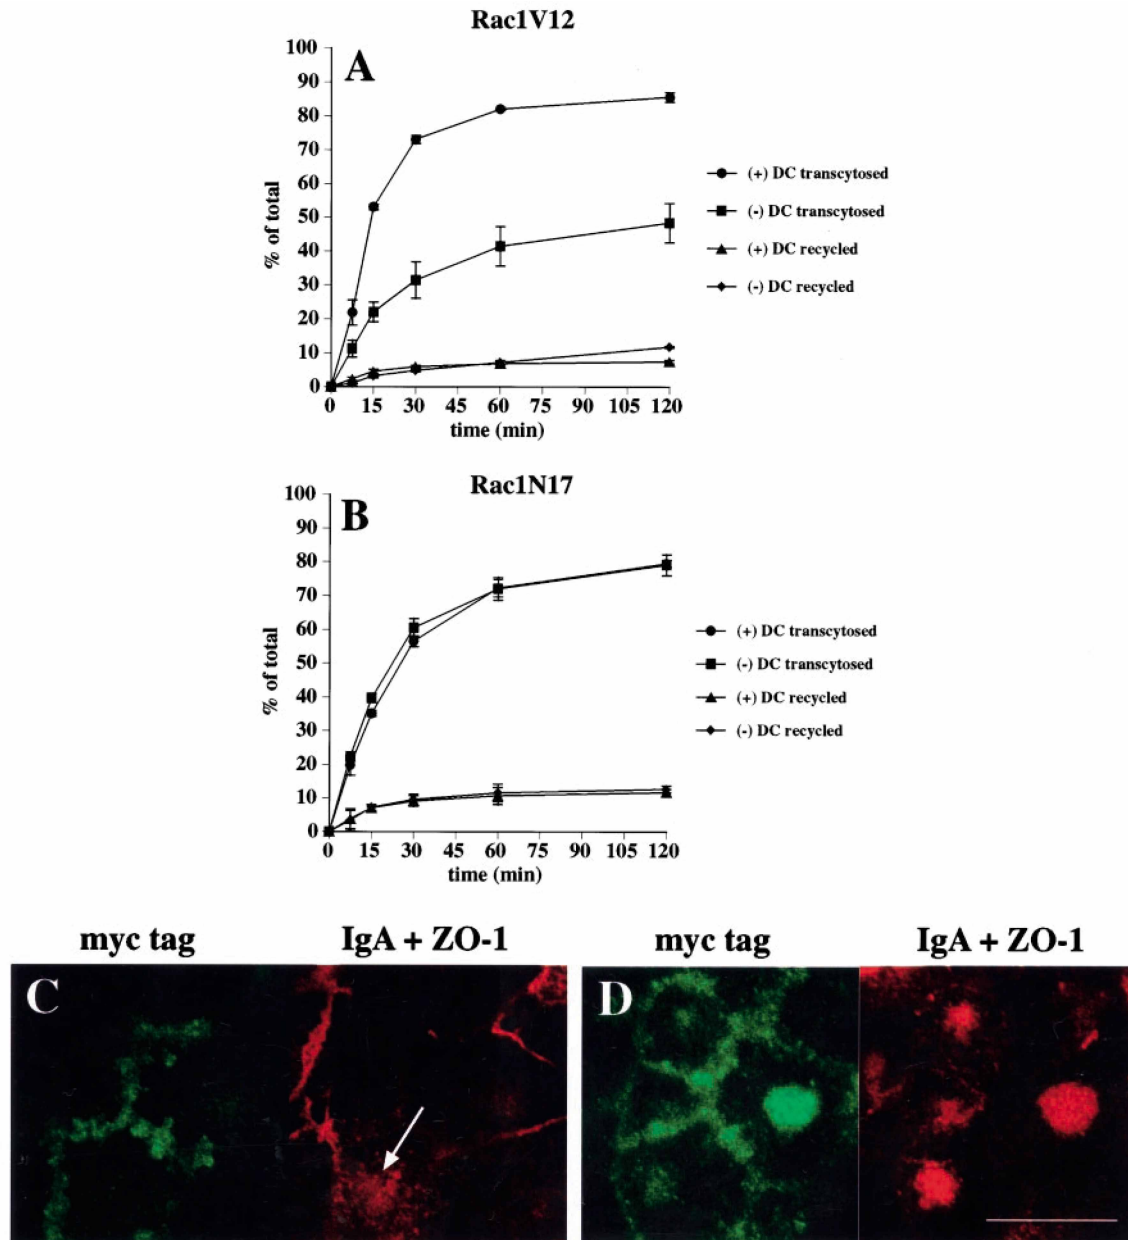 Rac1V12
A
100
90
80
70
60
50
40
30
20
10
0
% of total
0 15 30 45 60 75 90 105 120
time (min)
(+) DC transcytosed
(-) DC transcytosed
(+) DC recycled
(-) DC recycled
Rac1N17
B
100
90
80
70
60
50
40
30
20
10
0
% of total
0 15 30 45 60 75 90 105 120
time (min)
(+) DC transcytosed
(-) DC transcytosed
(+) DC recycled
(-) DC recycled
myc tag IgA + ZO-1 myc tag IgA + ZO-1
C D